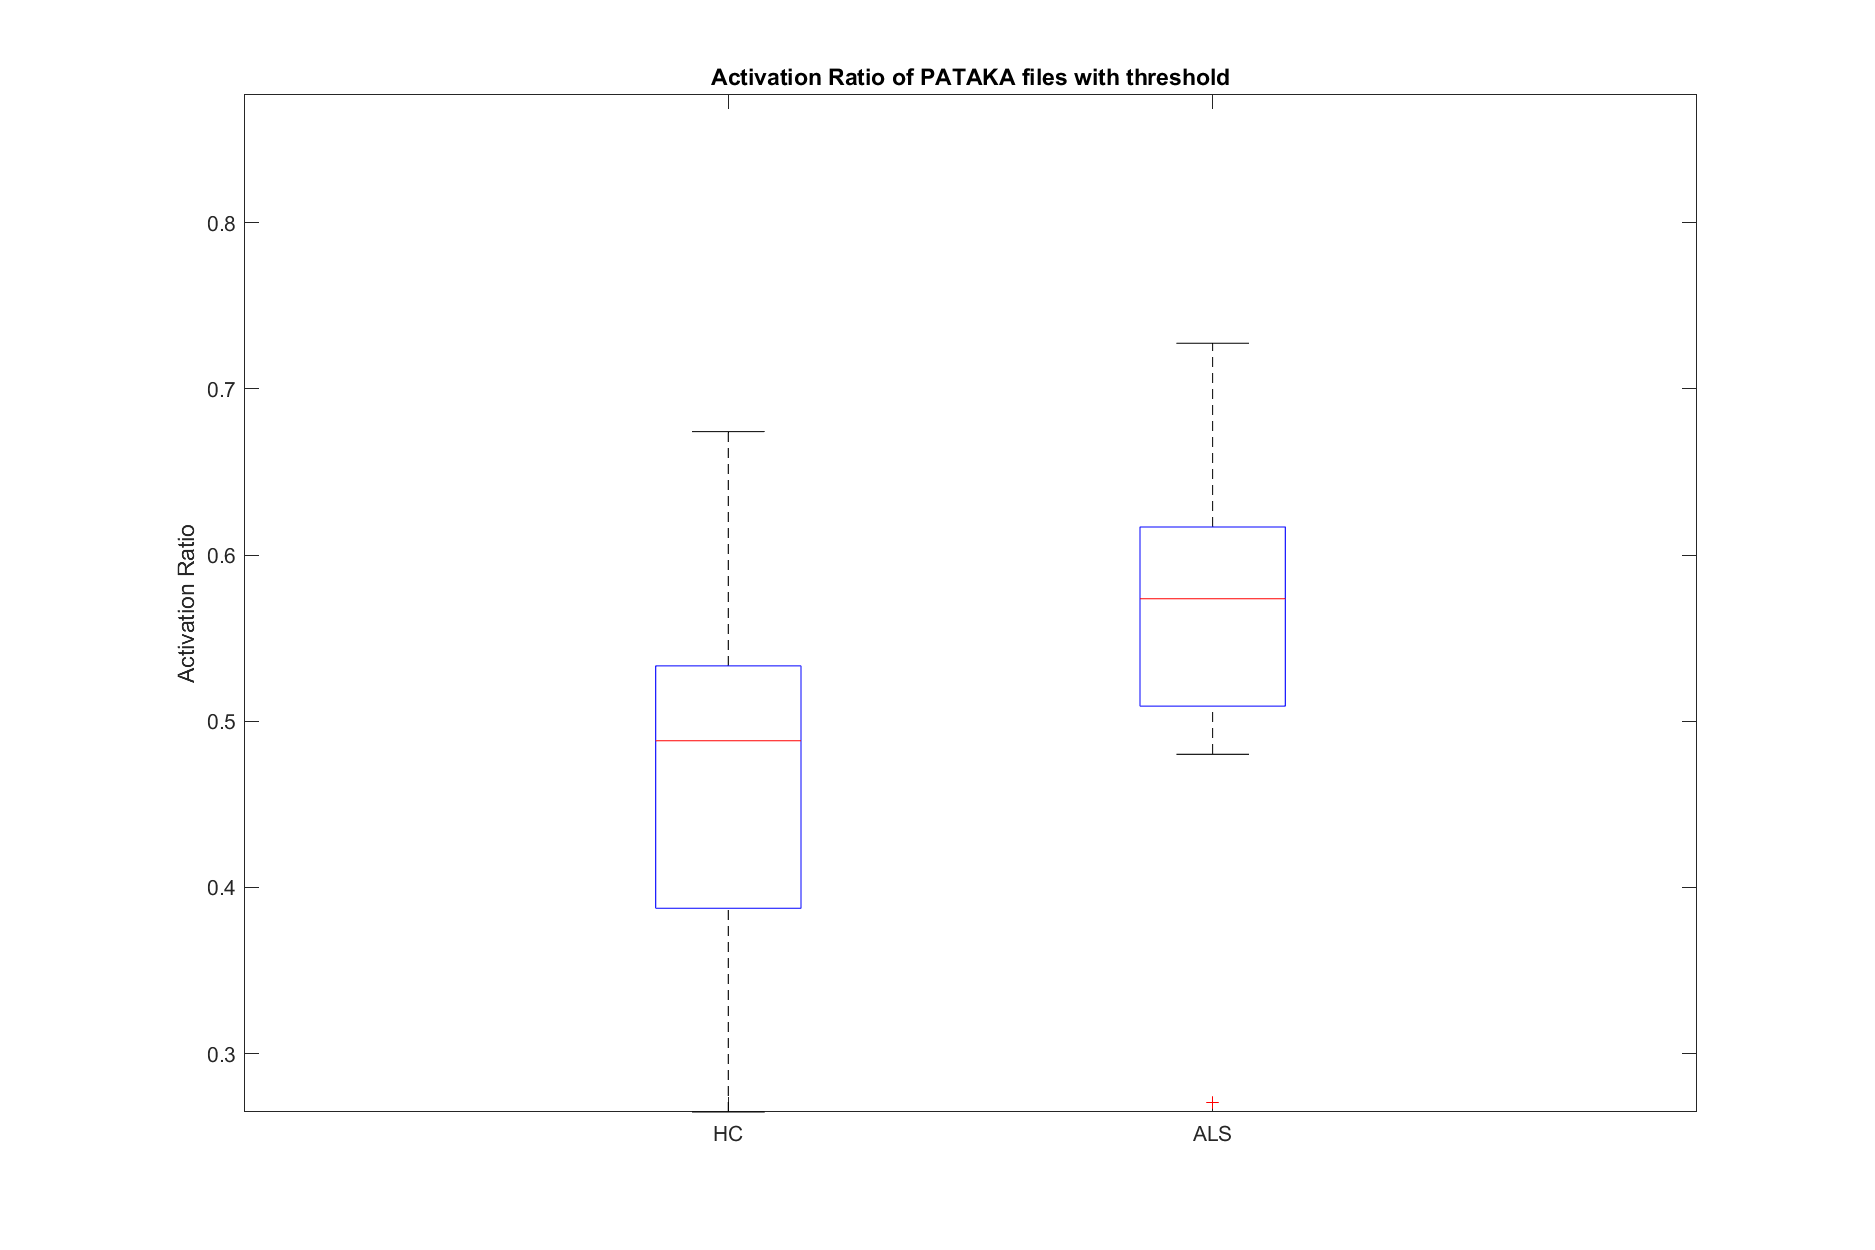 Activation Ratio of PATAKA files with threshold
Activation Ratio
0.8
0.7
0.6
0.5
0.4
0.3
HC
ALS